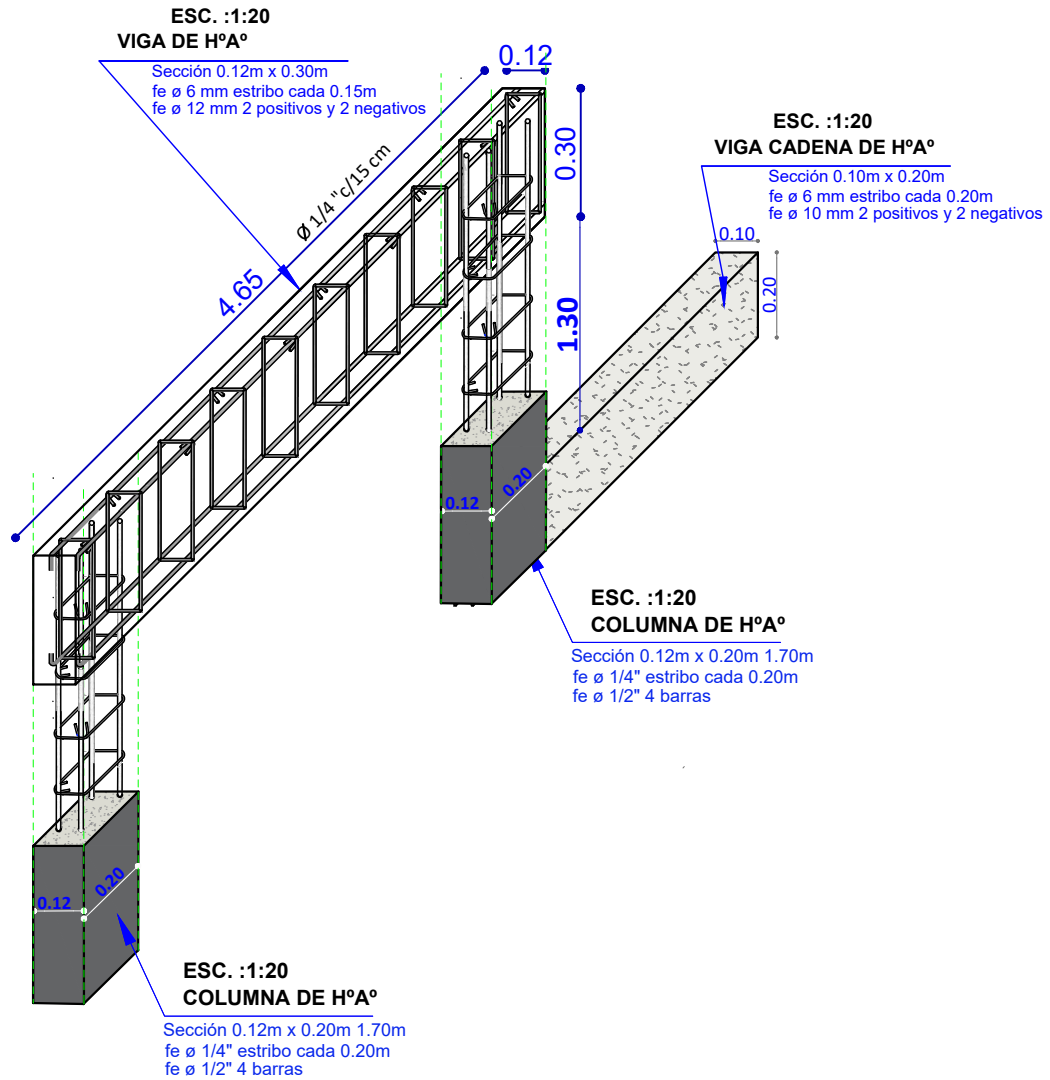 ESC. :1:20
VIGA DE HºAº
Sección 0.12m x 0.30m
fe ø 6 mm estribo cada 0.15m
fe ø 12 mm 2 positivos y 2 negativos
0.12
0.30
Ø 1/4 "c/15 cm
4.65
1.30
ESC. :1:20
VIGA CADENA DE HºAº
Sección 0.10m x 0.20m
fe ø 6 mm estribo cada 0.20m
fe ø 10 mm 2 positivos y 2 negativos
0.10
0.20
0.12
0.20
ESC. :1:20
COLUMNA DE HºAº
Sección 0.12m x 0.20m 1.70m
fe ø 1/4" estribo cada 0.20m
fe ø 1/2" 4 barras
0.12
0.20
ESC. :1:20
COLUMNA DE HºAº
Sección 0.12m x 0.20m 1.70m
fe ø 1/4" estribo cada 0.20m
fe ø 1/2" 4 barras